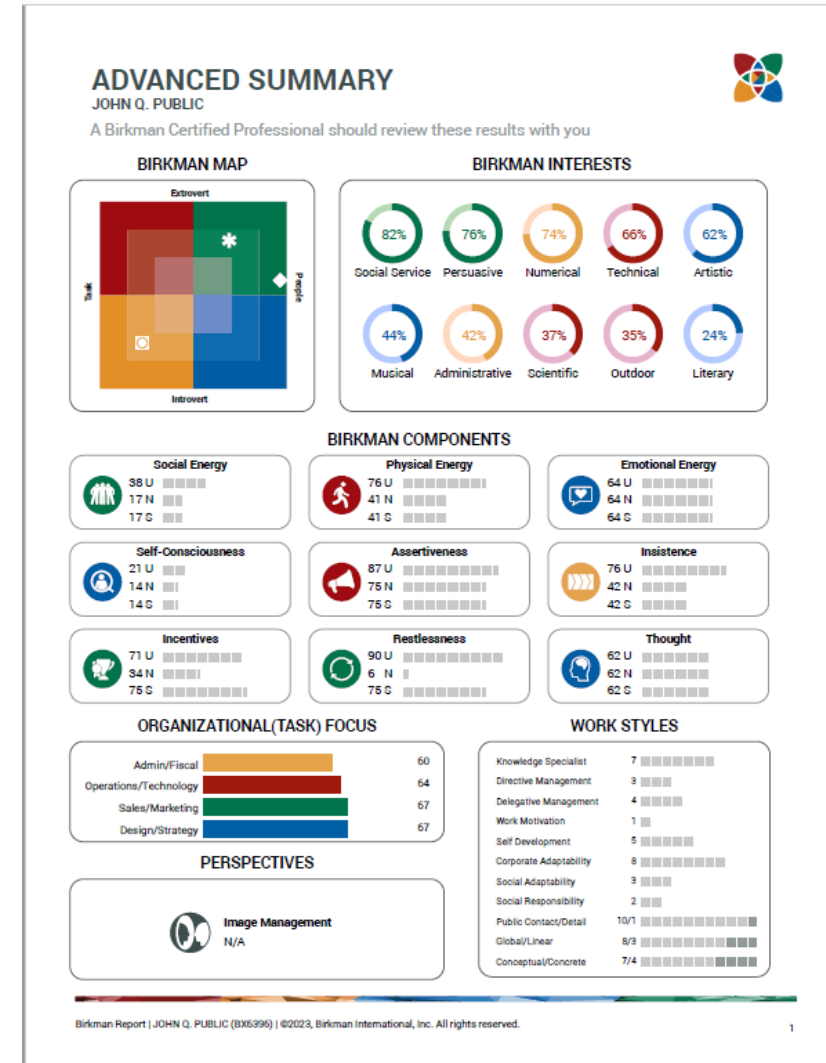 ADVANCED SUMMARY
JOHN Q. PUBLIC
A Birkman Certified Professional should review these results with you
BIRKMAN MAP
Extrovert
Task
People
Introvert
BIRKMAN INTERESTS
82%
76%
74%
66%
62%
Social Service
Persuasive
Numerical
Technical
Artistic
44%
42%
37%
35%
24%
Musical
Administrative
Scientific
Outdoor
Literary
BIRKMAN COMPONENTS
Social Energy
38 U
17 N
17 S
Physical Energy
76 U
41 N
41 S
Emotional Energy
64 U
64 N
64 S
Self-Consciousness
21 U
14 N
14 S
Assertiveness
87 U
75 N
75 S
Insistence
76 U
42 N
42 S
Incentives
71 U
34 N
75 S
Restlessness
90 U
6 N
75 S
Thought
62 U
62 N
62 S
ORGANIZATIONAL(TASK) FOCUS
Admin/Fiscal 60
Operations/Technology 64
Sales/Marketing 67
Design/Strategy 67
PERSPECTIVES
Image Management
N/A
WORK STYLES
Knowledge Specialist 7
Directive Management 3
Delegative Management 4
Work Motivation 1
Self Development 5
Corporate Adaptability 8
Social Adaptability 3
Social Responsibility 2
Public Contact/Detail 10/1
Global/Linear 8/3
Conceptual/Concrete 7/4
Birkman Report | JOHN Q. PUBLIC (BX6396) | ©2023, Birkman International, Inc. All rights reserved.
1